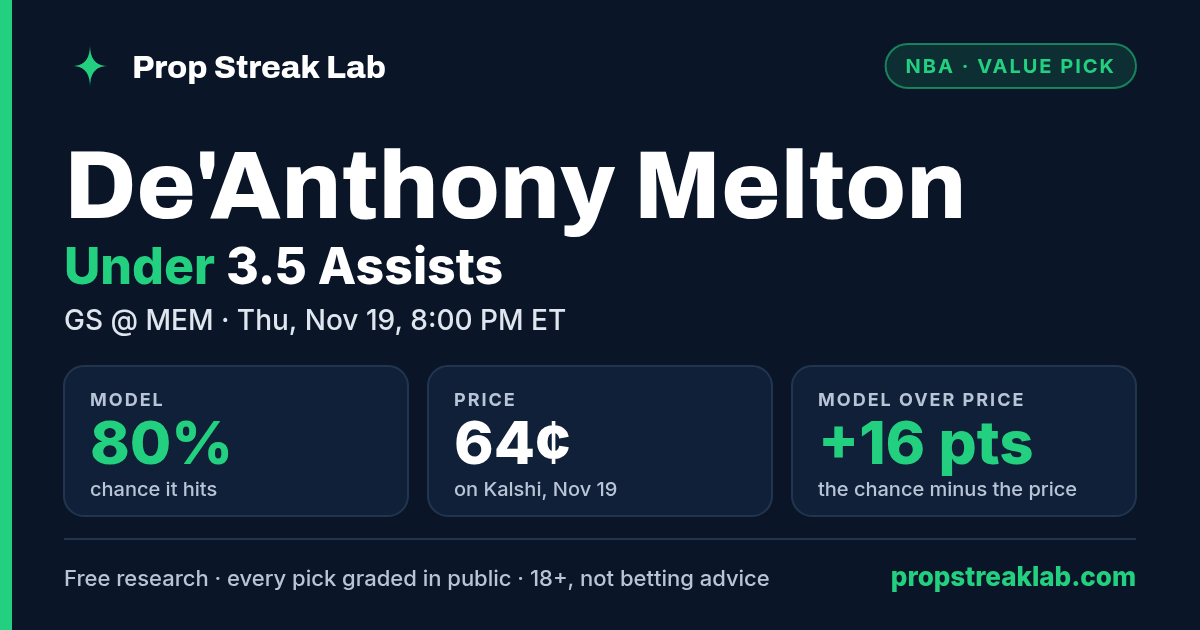 Prop Streak Lab
NBA · VALUE PICK
De'Anthony Melton
Under 3.5 Assists
GS @ MEM · Thu, Nov 19, 8:00 PM ET
MODEL
80%
chance it hits
PRICE
64¢
on Kalshi, Nov 19
MODEL OVER PRICE
+16 pts
the chance minus the price
Free research · every pick graded in public · 18+, not betting advice
propstreaklab.com